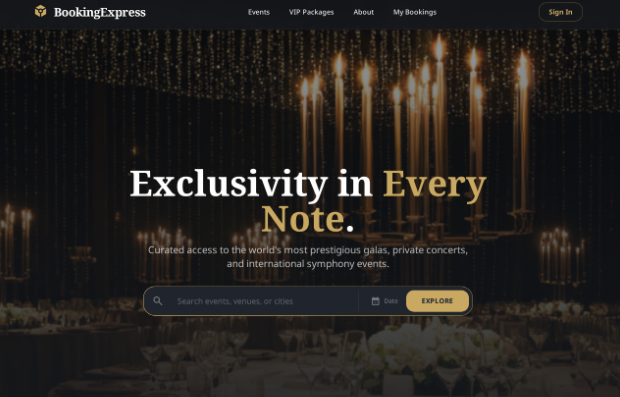 BookingExpress
Events
VIP Packages
About
My Bookings
Sign In
Exclusivity in Every
Note.
Curated access to the world's most prestigious galas, private concerts,
and international symphony events.
Search events, venues, or cities
Date
EXPLORE